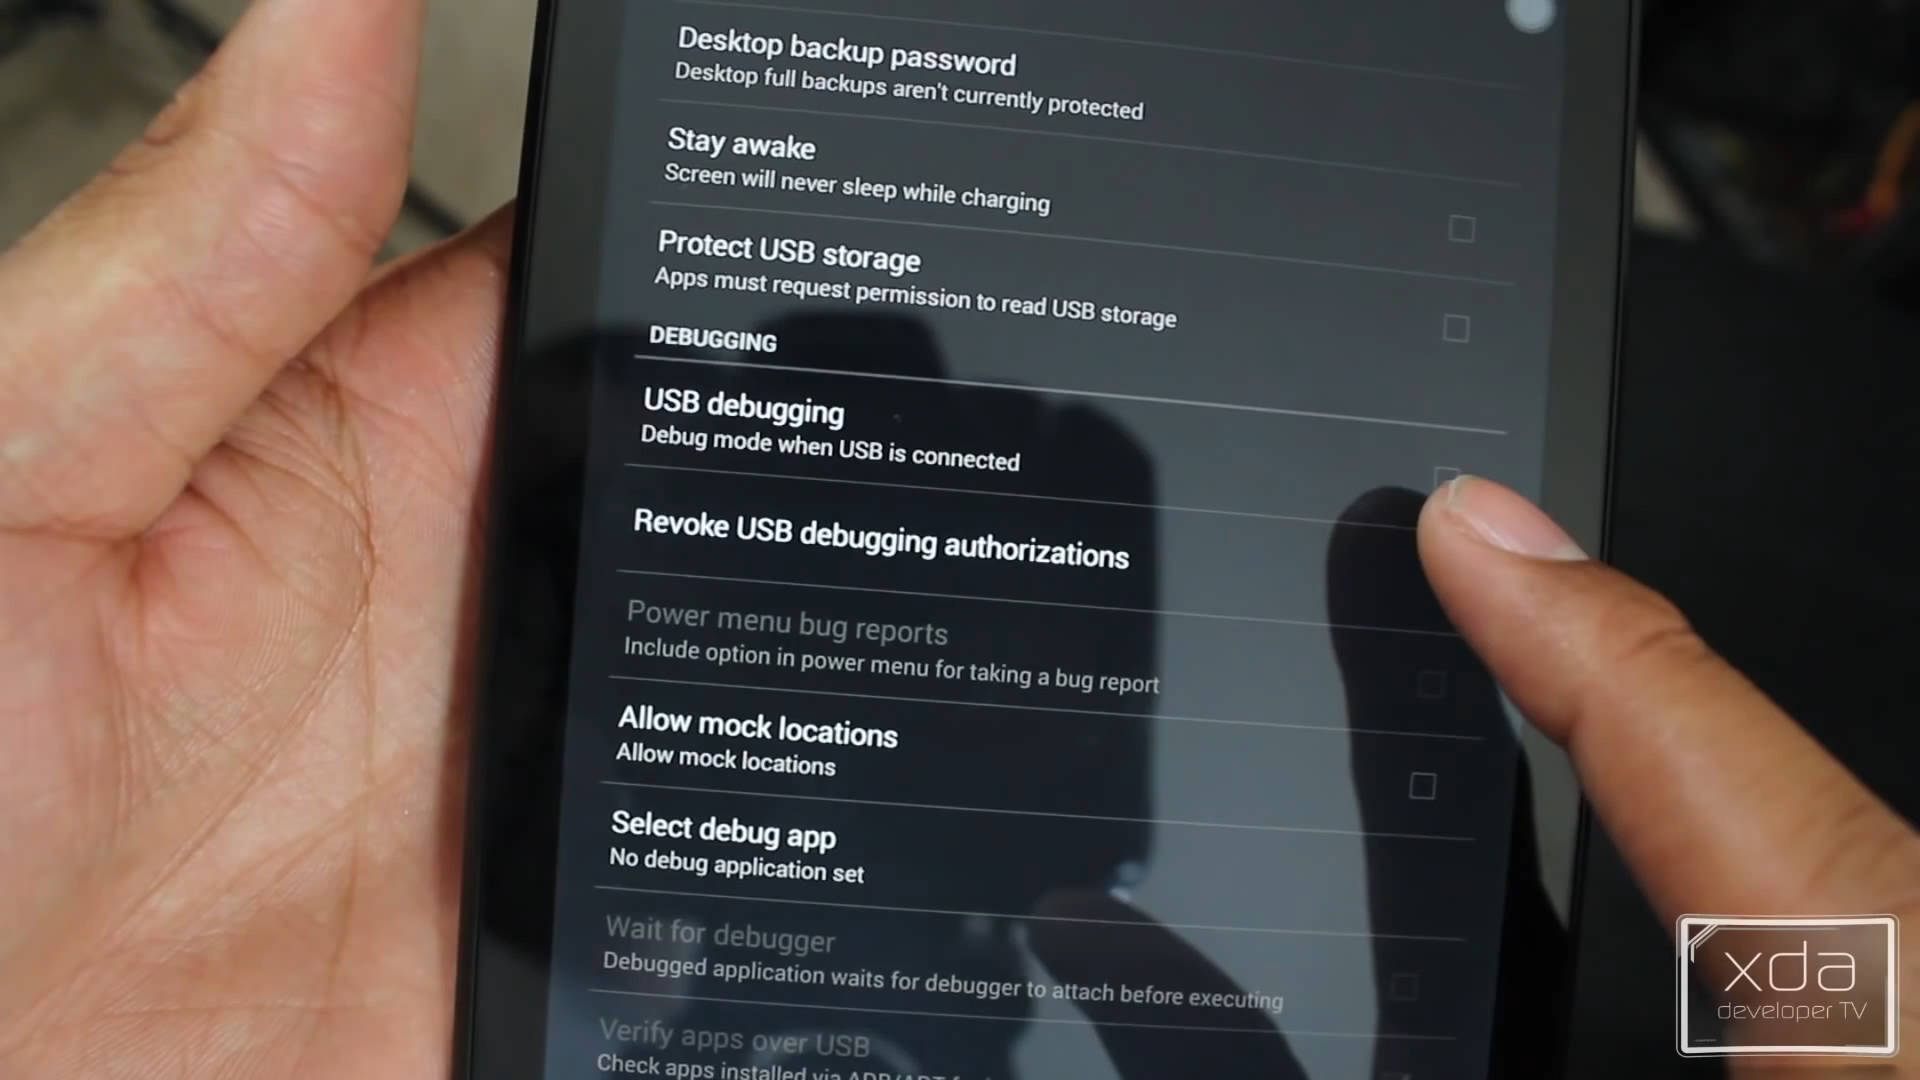 Desktop backup password
Desktop full backups aren't currently protected
Stay awake
Screen will never sleep while charging
Protect USB storage
Apps must request permission to read USB storage
DEBUGGING
USB debugging
Debug mode when USB is connected
Revoke USB debugging authorizations
Power menu bug reports
Include option in power menu for taking a bug report
Allow mock locations
Allow mock locations
Select debug app
No debug application set
Wait for debugger
Debugged application waits for debugger to attach before executing
Verify apps over USB
Check apps installed via ADB/ADT
xda
developer TV